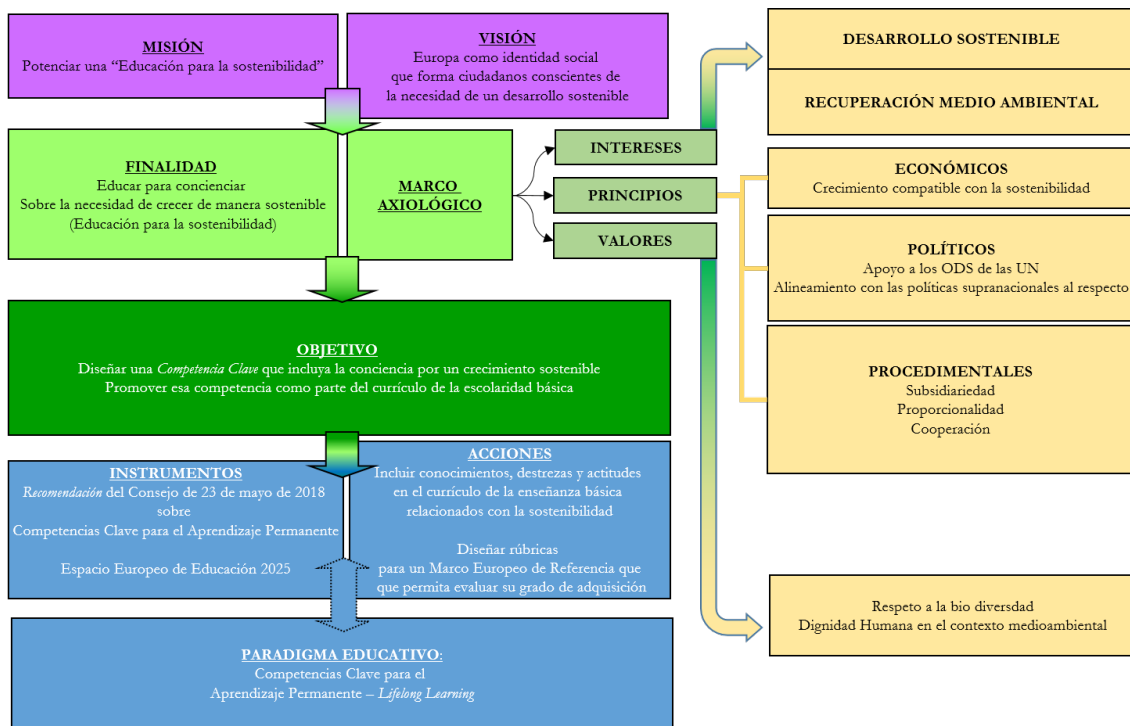 MISIÓN
Potenciar una “Educación para la sostenibilidad”
VISIÓN
Europa como identidad social
que forma ciudadanos conscientes de
la necesidad de un desarrollo sostenible
FINALIDAD
Educar para concienciar
Sobre la necesidad de crecer de manera sostenible
(Educación para la sostenibilidad)
MARCO
AXIOLÓGICO
INTERESES
PRINCIPIOS
VALORES
DESARROLLO SOSTENIBLE
RECUPERACIÓN MEDIO AMBIENTAL
ECONÓMICOS
Crecimiento compatible con la sostenibilidad
POLÍTICOS
Apoyo a los ODS de las UN
Alineamiento con las políticas supranacionales al respecto
PROCEDIMENTALES
Subsidiariedad
Proporcionalidad
Cooperación
Respeto a la bio diversdad
Dignidad Humana en el contexto medioambiental
OBJETIVO
Diseñar una Competencia Clave que incluya la conciencia por un crecimiento sostenible
Promover esa competencia como parte del currículo de la escolaridad básica
INSTRUMENTOS
Recomendación del Consejo de 23 de mayo de 2018
sobre
Competencias Clave para el Aprendizaje Permanente
Espacio Europeo de Educación 2025
ACCIONES
Incluir conocimientos, destrezas y actitudes
en el currículo de la enseñanza básica
relacionados con la sostenibilidad
Diseñar rúbricas
para un Marco Europeo de Referencia que
que permita evaluar su grado de adquisición
PARADIGMA EDUCATIVO:
Competencias Clave para el
Aprendizaje Permanente – Lifelong Learning